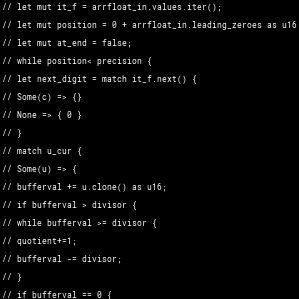 // let mut it_f = arrfloat_in.values.iter();
// let mut position = 0 + arrfloat_in.leading_zeroes as u16
// let mut at_end = false;
// while position< precision {
// let next_digit = match it_f.next() {
// Some(c) => {}
// None => { 0 }
// }
// match u_cur {
// Some(u) => {
// bufferval += u.clone() as u16;
// if bufferval > divisor {
// while bufferval >= divisor {
// quotient+=1;
// bufferval -= divisor;
// }
// if bufferval == 0 {